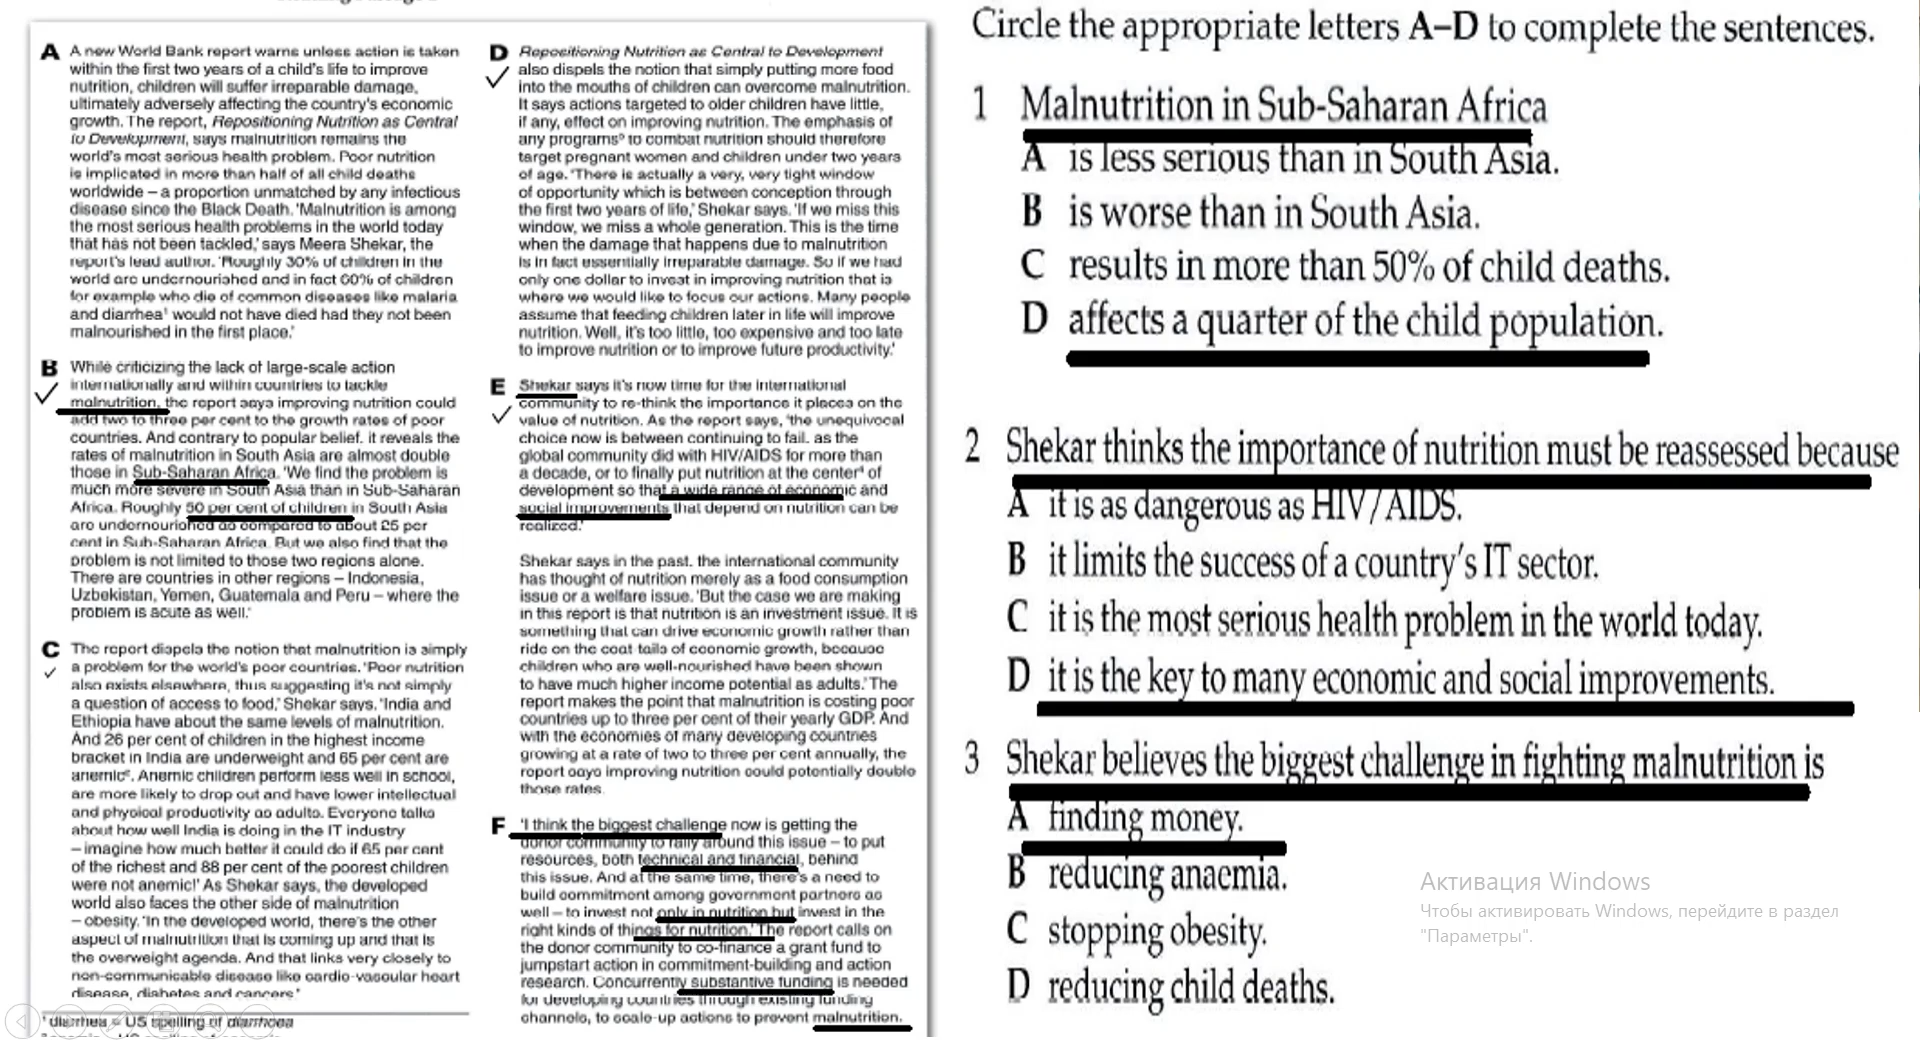 A A new World Bank report warns unless action is taken
within the first two years of a child's life to improve
nutrition, children will suffer irreparable damage,
ultimately adversely affecting the country's economic
growth. The report, Repositioning Nutrition as Central
to Development, says malnutrition remains the
world's most serious health problem. Poor nutrition
is implicated in more than half of all child deaths
worldwide – a proportion unmatched by any infectious
disease since the Black Death. 'Malnutrition is among
the most serious health problems in the world today
that has not been tackled,' says Meera Shekar, the
report's lead author. 'Roughly 30% of children in the
world are undernourished and in fact 60% of children
for example who die of common diseases like malaria
and diarrhea¹ would not have died had they not been
malnourished in the first place.'
B While criticizing the lack of large-scale action
internationally and within countries to tackle
malnutrition, the report says improving nutrition could
add two to three per cent to the growth rates of poor
countries. And contrary to popular belief, it reveals the
rates of malnutrition in South Asia are almost double
those in Sub-Saharan Africa. 'We find the problem is
much more severe in South Asia than in Sub-Saharan
Africa. Roughly 50 per cent of children in South Asia
are undernourished as compared to about 25 per
cent in Sub-Saharan Africa. But we also find that the
problem is not limited to those two regions alone.
There are countries in other regions – Indonesia,
Uzbekistan, Yemen, Guatemala and Peru – where the
problem is acute as well.'
C The report dispels the notion that malnutrition is simply
a problem for the world's poor countries. 'Poor nutrition
also exists elsewhere, thus suggesting it's not simply
a question of access to food,' Shekar says. 'India and
Ethiopia have about the same levels of malnutrition.
And 26 per cent of children in the highest income
bracket in India are underweight and 65 per cent are
anemic². Anemic children perform less well in school,
are more likely to drop out and have lower intellectual
and physical productivity as adults. Everyone talks
about how well India is doing in the IT industry
– imagine how much better it could do if 65 per cent
of the richest and 88 per cent of the poorest children
were not anemic!' As Shekar says, the developed
world also faces the other side of malnutrition
– obesity. 'In the developed world, there's the other
aspect of malnutrition that is coming up and that is
the overweight agenda. And that links very closely to
non-communicable disease like cardio-vascular heart
disease, diabetes and cancers.'
¹ diarrhea = US spelling of diarrhoea
D Repositioning Nutrition as Central to Development
also dispels the notion that simply putting more food
into the mouths of children can overcome malnutrition.
It says actions targeted to older children have little,
if any, effect on improving nutrition. The emphasis of
any programs³ to combat nutrition should therefore
target pregnant women and children under two years
of age. 'There is actually a very, very tight window
of opportunity which is between conception through
the first two years of life,' Shekar says. 'If we miss this
window, we miss a whole generation. This is the time
when the damage that happens due to malnutrition
is in fact essentially irreparable damage. So if we had
only one dollar to invest in improving nutrition that is
where we would like to focus our actions. Many people
assume that feeding children later in life will improve
nutrition. Well, it's too little, too expensive and too late
to improve nutrition or to improve future productivity.'
E Shekar says it's now time for the international
community to re-think the importance it places on the
value of nutrition. As the report says, 'the unequivocal
choice now is between continuing to fail, as the
global community did with HIV/AIDS for more than
a decade, or to finally put nutrition at the center⁴ of
development so that a wide range of economic and
social improvements that depend on nutrition can be
realized.'
Shekar says in the past, the international community
has thought of nutrition merely as a food consumption
issue or a welfare issue. 'But the case we are making
in this report is that nutrition is an investment issue. It is
something that can drive economic growth rather than
ride on the coat tails of economic growth, because
children who are well-nourished have been shown
to have much higher income potential as adults.' The
report makes the point that malnutrition is costing poor
countries up to three per cent of their yearly GDP. And
with the economies of many developing countries
growing at a rate of two to three per cent annually, the
report says improving nutrition could potentially double
those rates.
F 'I think the biggest challenge now is getting the
donor community to rally around this issue – to put
resources, both technical and financial, behind
this issue. And at the same time, there's a need to
build commitment among government partners as
well – to invest not only in nutrition but invest in the
right kinds of things for nutrition.' The report calls on
the donor community to co-finance a grant fund to
jumpstart action in commitment-building and action
research. Concurrently substantive funding is needed
for developing countries through existing funding
channels, to scale-up actions to prevent malnutrition.
Circle the appropriate letters A–D to complete the sentences.
1 Malnutrition in Sub-Saharan Africa
A is less serious than in South Asia.
B is worse than in South Asia.
C results in more than 50% of child deaths.
D affects a quarter of the child population.
2 Shekar thinks the importance of nutrition must be reassessed because
A it is as dangerous as HIV/AIDS.
B it limits the success of a country's IT sector.
C it is the most serious health problem in the world today.
D it is the key to many economic and social improvements.
3 Shekar believes the biggest challenge in fighting malnutrition is
A finding money.
B reducing anaemia.
C stopping obesity.
D reducing child deaths.
Активация Windows
Чтобы активировать Windows, перейдите в раздел
"Параметры".